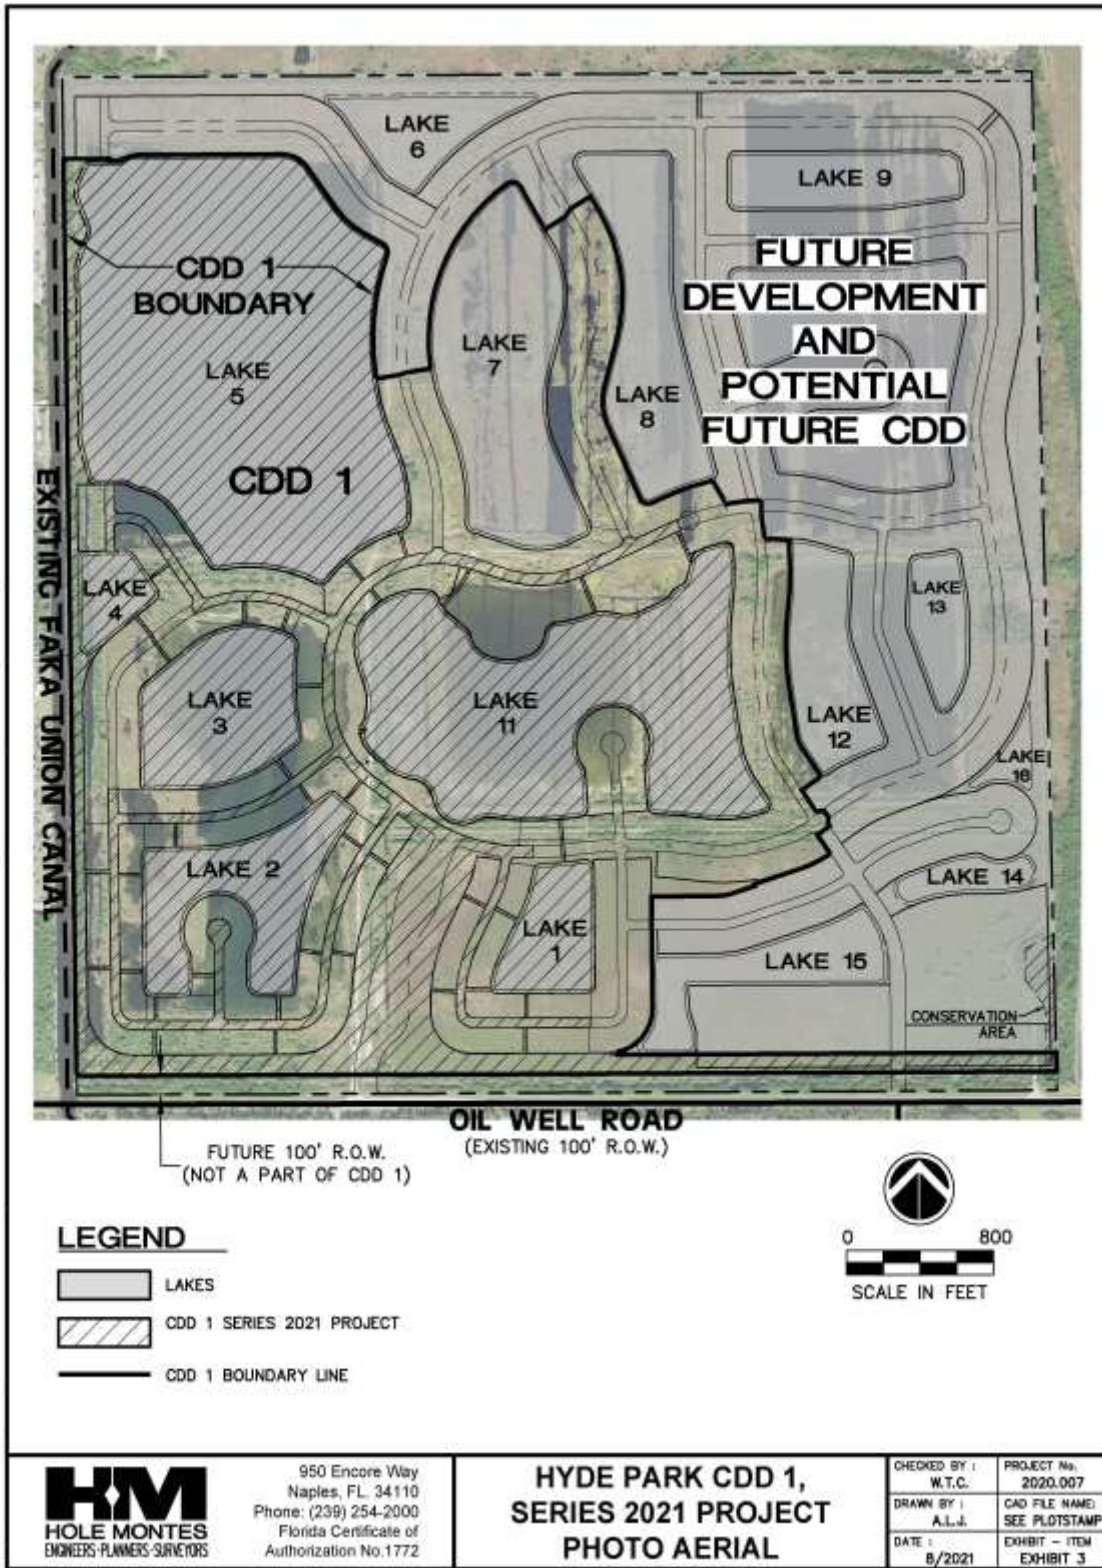 LAKE
6
LAKE 9
CDD 1
BOUNDARY
FUTURE
DEVELOPMENT
AND
POTENTIAL
FUTURE CDD
LAKE
5
LAKE
7
LAKE
8
CDD 1
EXISTING FAKA UNION CANAL
LAKE
4
LAKE
13
LAKE
3
LAKE
11
LAKE
12
LAKE
16
LAKE 2
LAKE 14
LAKE
1
LAKE 15
CONSERVATION
AREA
OIL WELL ROAD
(EXISTING 100' R.O.W.)
FUTURE 100' R.O.W.
(NOT A PART OF CDD 1)
LEGEND
LAKES
CDD 1 SERIES 2021 PROJECT
CDD 1 BOUNDARY LINE
0 800
SCALE IN FEET
HM
HOLE MONTES
ENGINEERS·PLANNERS·SURVEYORS
950 Encore Way
Naples, FL. 34110
Phone: (239) 254-2000
Florida Certificate of
Authorization No.1772
HYDE PARK CDD 1,
SERIES 2021 PROJECT
PHOTO AERIAL
CHECKED BY :
W.T.C.
PROJECT No.
2020.007
DRAWN BY :
A.L.J.
CAD FILE NAME:
SEE PLOTSTAMP
DATE :
8/2021
EXHIBIT - ITEM
EXHIBIT 3